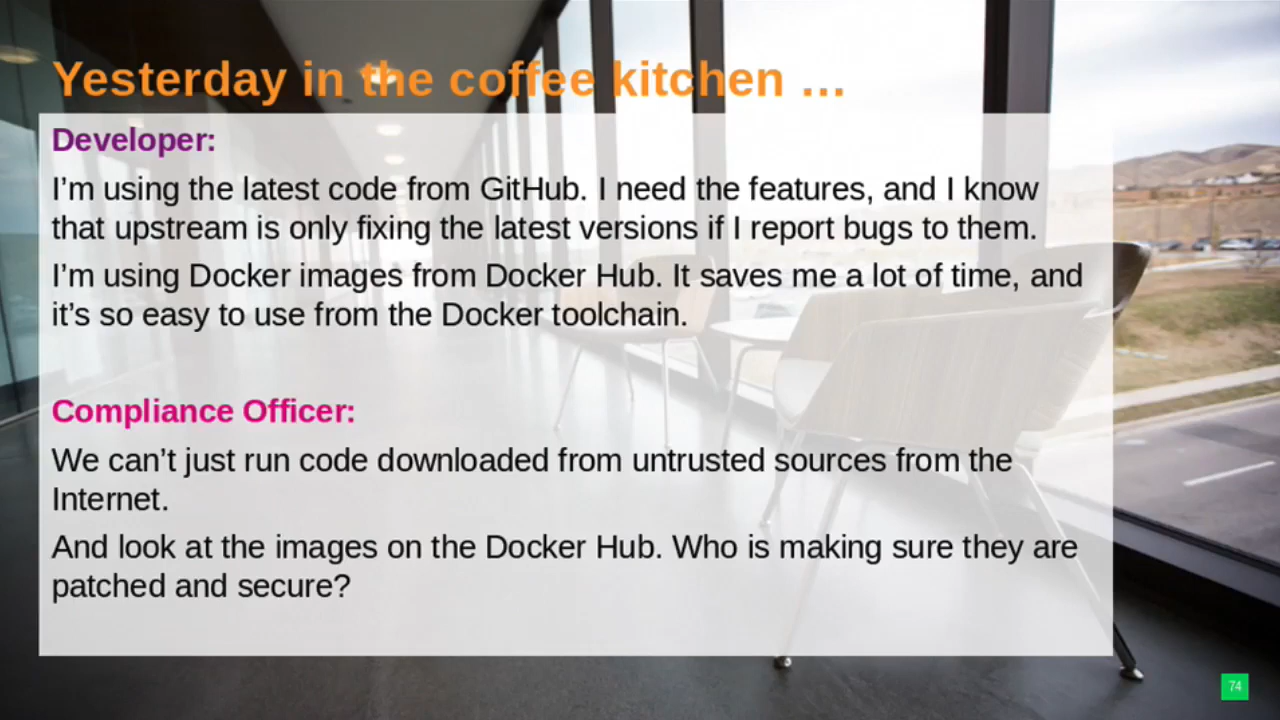 Yesterday in the coffee kitchen …
Developer:
I’m using the latest code from GitHub. I need the features, and I know
that upstream is only fixing the latest versions if I report bugs to them.
I’m using Docker images from Docker Hub. It saves me a lot of time, and
it’s so easy to use from the Docker toolchain.
Compliance Officer:
We can’t just run code downloaded from untrusted sources from the
Internet.
And look at the images on the Docker Hub. Who is making sure they are
patched and secure?
74